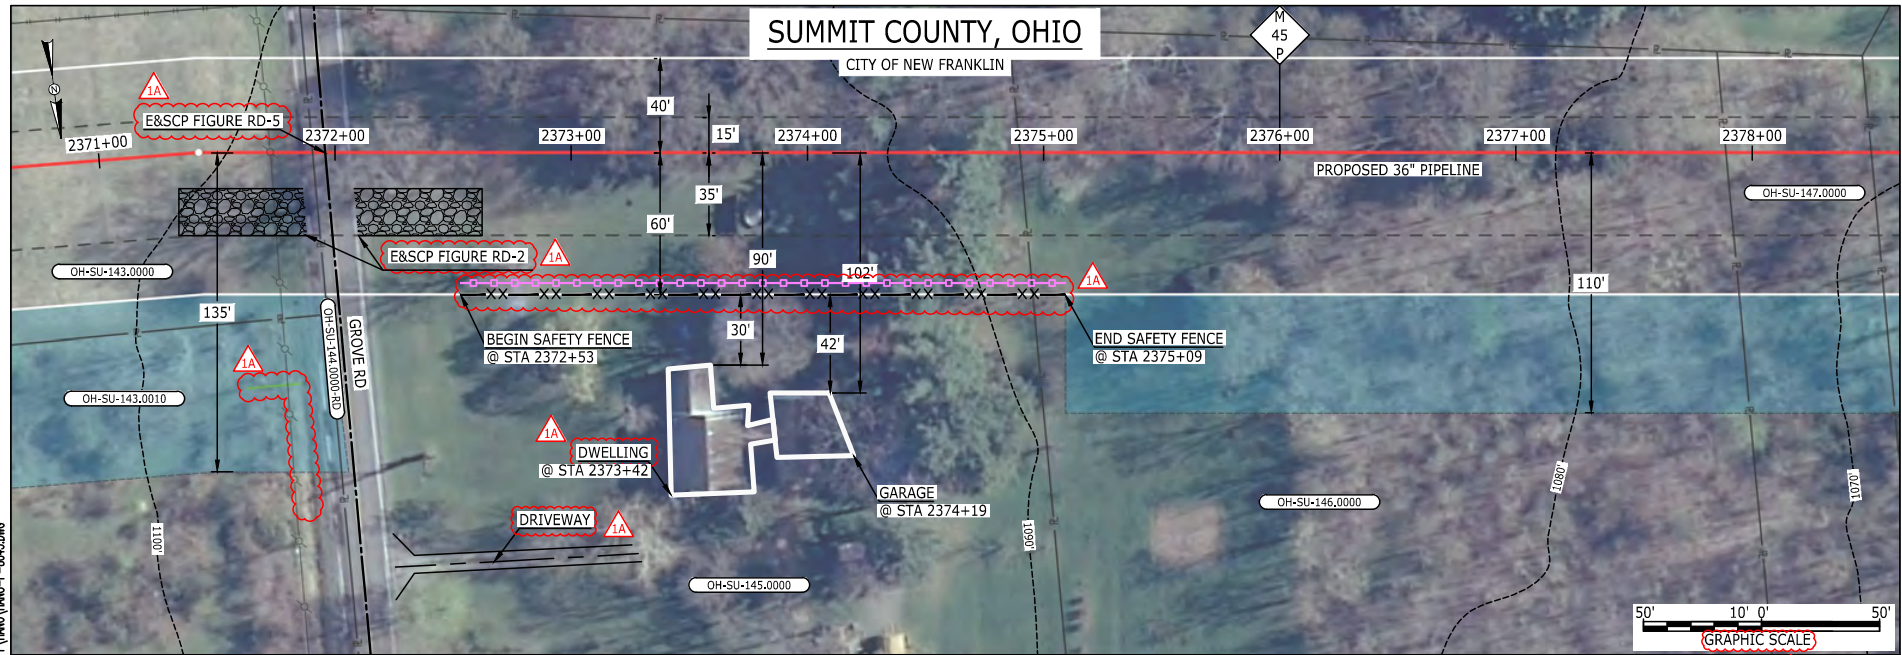 SUMMIT COUNTY, OHIO
CITY OF NEW FRANKLIN
M
45
P
N
1A
E&SCP FIGURE RD-5
2371+00
2372+00
2373+00
2374+00
2375+00
2376+00
2377+00
2378+00
40'
15'
PROPOSED 36" PIPELINE
OH-SU-147.0000
35'
60'
E&SCP FIGURE RD-2
1A
90'
102'
1A
110'
OH-SU-143.0000
135'
OH-SU-144.0000-RD
GROVE RD
BEGIN SAFETY FENCE
@ STA 2372+53
30'
42'
END SAFETY FENCE
@ STA 2375+09
1A
OH-SU-143.0010
1A
DWELLING
@ STA 2373+42
GARAGE
@ STA 2374+19
DRIVEWAY
1A
1100'
1090'
1080'
1070'
OH-SU-146.0000
OH-SU-145.0000
50'
10'
0'
50'
GRAPHIC SCALE